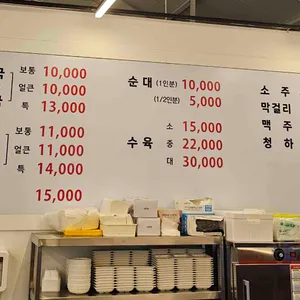 국
보통 10,000
얼큰 10,000
특 13,000
보통 11,000
얼큰 11,000
특 14,000
15,000
순대 (1인분) 10,000
(1/2인분) 5,000
수육
소 15,000
중 22,000
대 30,000
소주
막걸리
맥주
청하